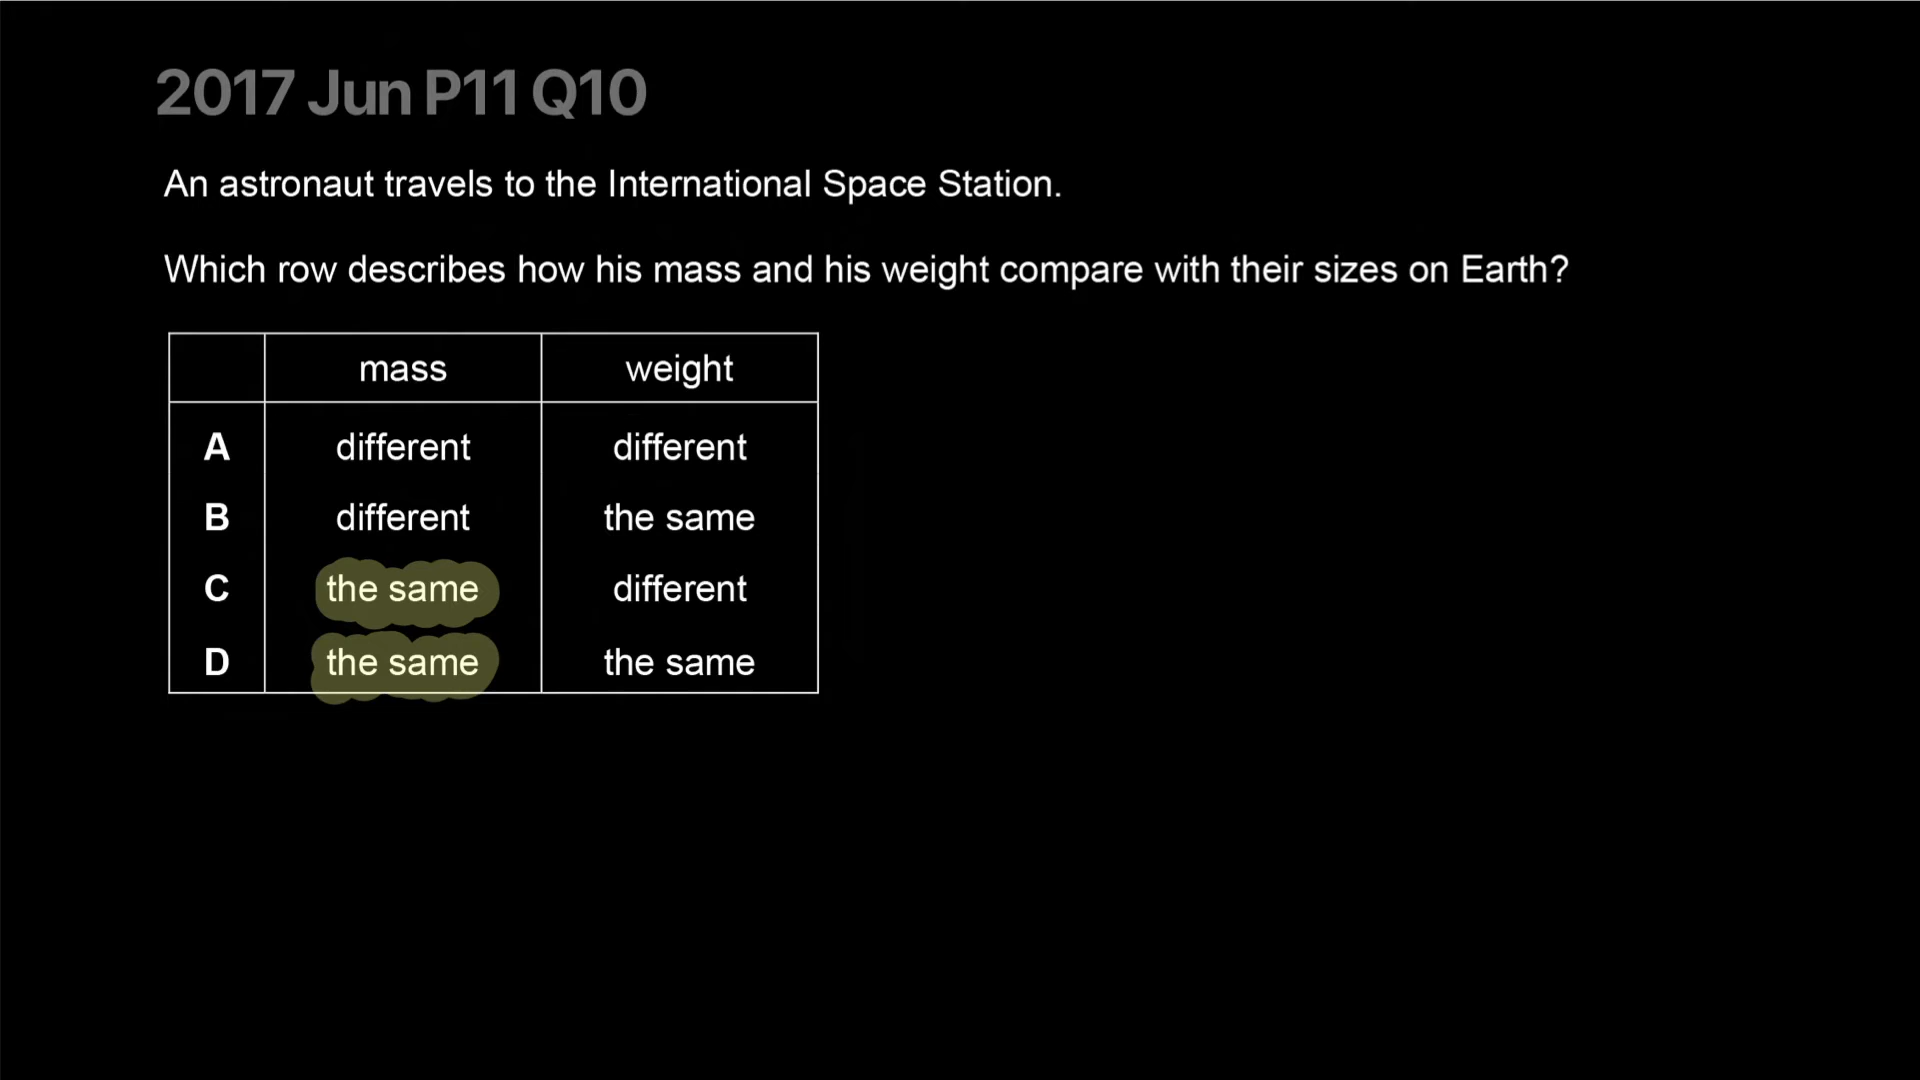 2017 Jun P11 Q10
An astronaut travels to the International Space Station.
Which row describes how his mass and his weight compare with their sizes on Earth?
mass weight
A different different
B different the same
C the same different
D the same the same